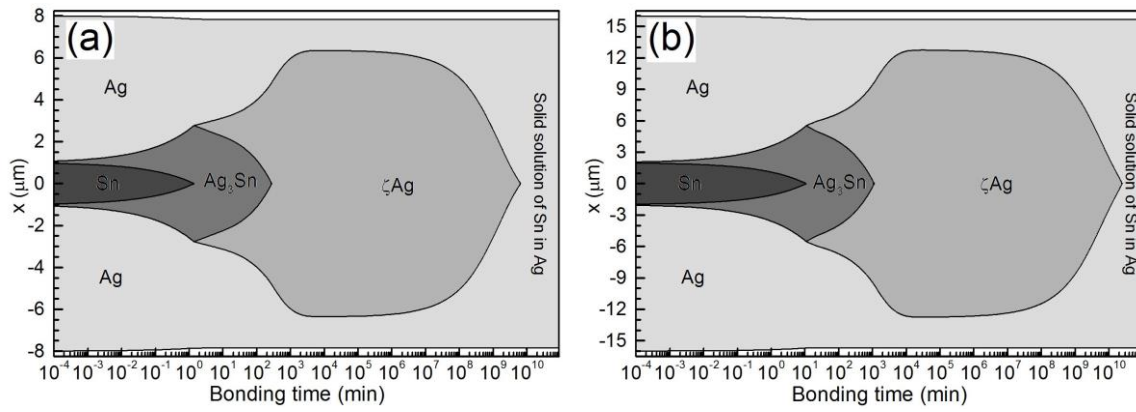 (a)
8
6
4
2
0
-2
-4
-6
-8
x (μm)
Ag
Sn
Ag₃Sn
ζAg
Ag
Solid solution of Sn in Ag
10⁻⁴ 10⁻³ 10⁻² 10⁻¹ 10⁰ 10¹ 10² 10³ 10⁴ 10⁵ 10⁶ 10⁷ 10⁸ 10⁹ 10¹⁰
Bonding time (min)
(b)
15
12
9
6
3
0
-3
-6
-9
-12
-15
x (μm)
Ag
Sn
Ag₃Sn
ζAg
Ag
Solid solution of Sn in Ag
10⁻⁴ 10⁻³ 10⁻² 10⁻¹ 10⁰ 10¹ 10² 10³ 10⁴ 10⁵ 10⁶ 10⁷ 10⁸ 10⁹ 10¹⁰
Bonding time (min)